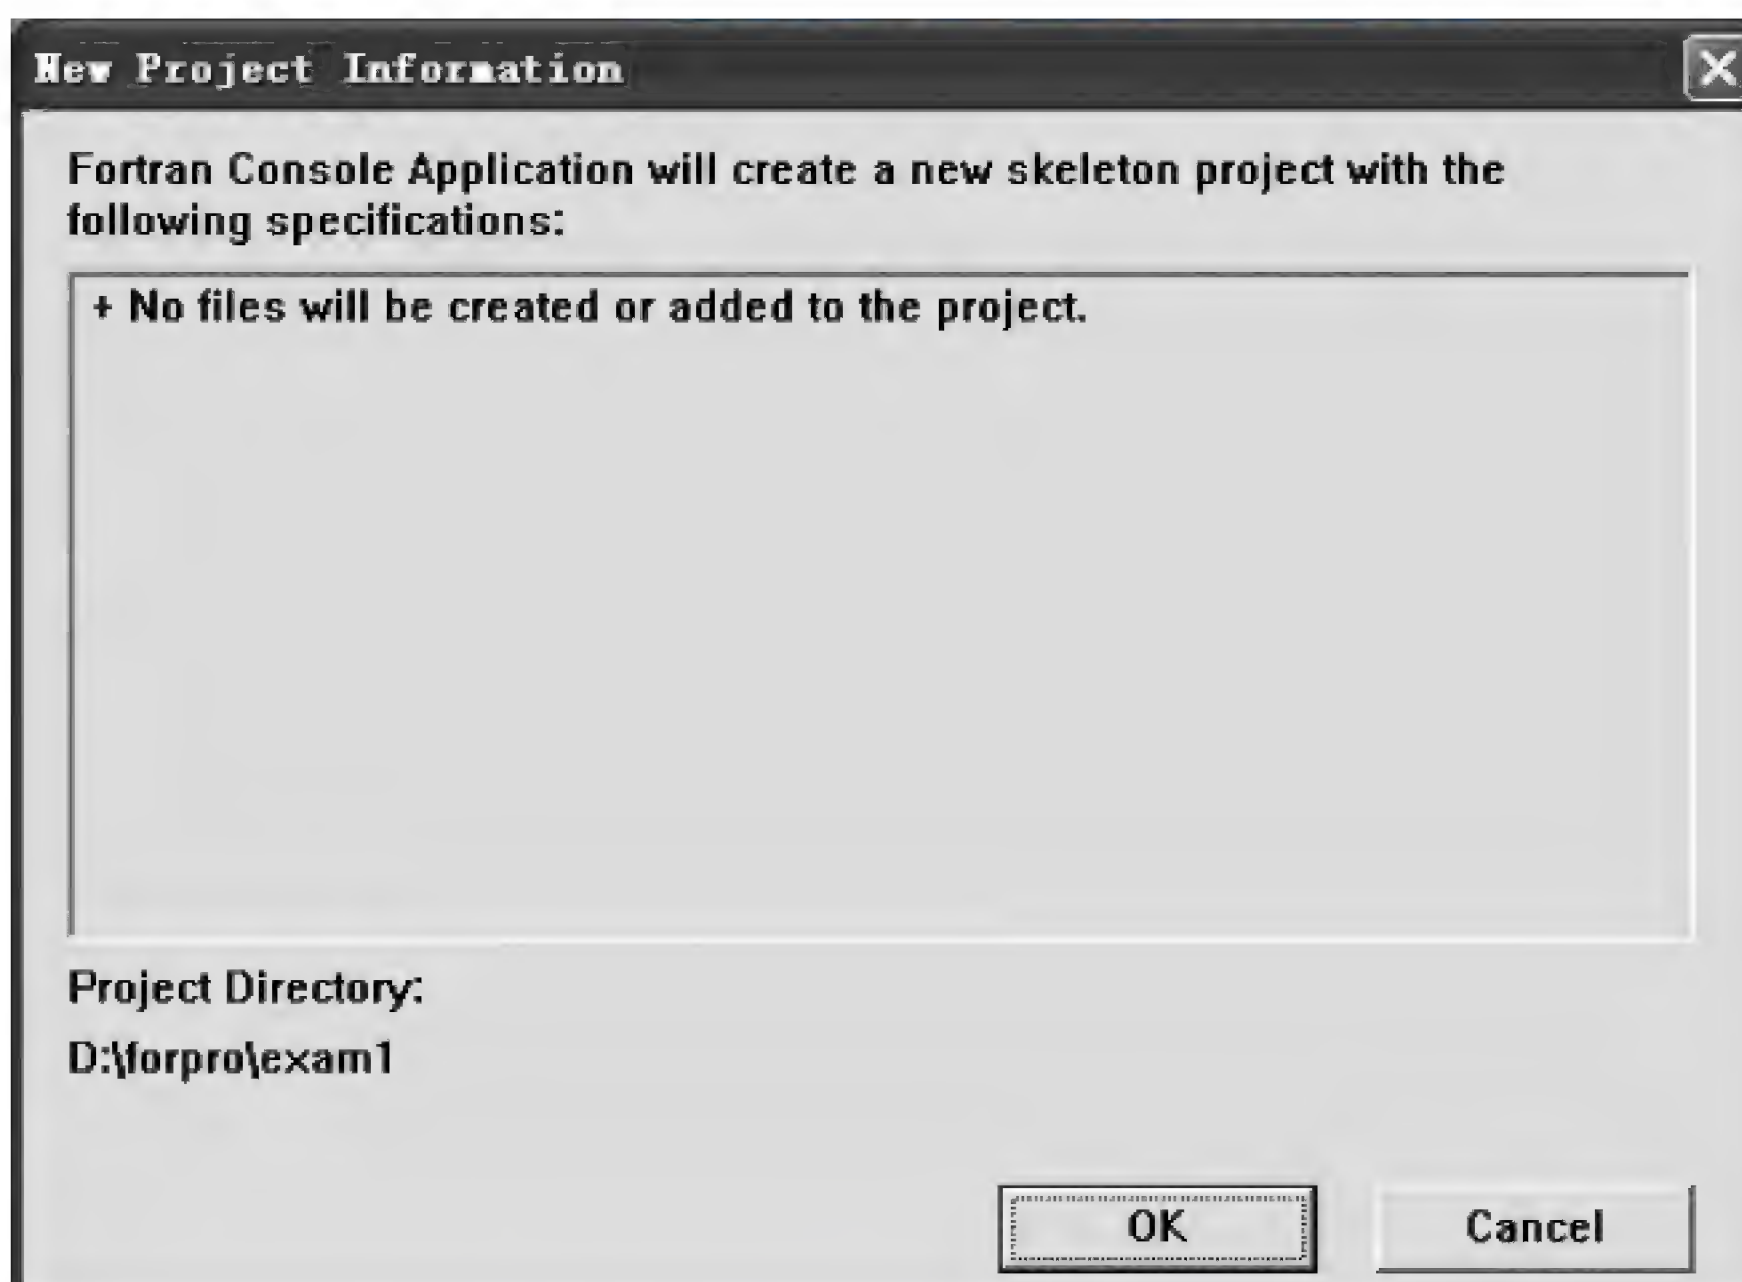 New Project Information
Fortran Console Application will create a new skeleton project with the
following specifications:
+ No files will be created or added to the project.
Project Directory:
D:\forpro\exam1
OK
Cancel